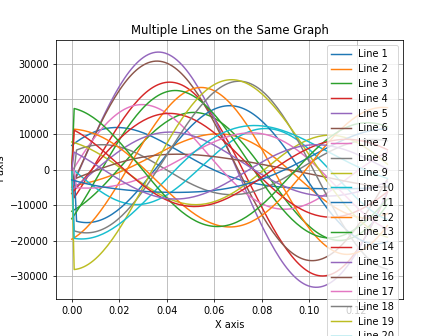 Multiple Lines on the Same Graph
30000
20000
10000
0
−10000
−20000
−30000
0.00
0.02
0.04
0.06
0.08
0.10
X axis
Line 1
Line 2
Line 3
Line 4
Line 5
Line 6
Line 7
Line 8
Line 9
Line 10
Line 11
Line 12
Line 13
Line 14
Line 15
Line 16
Line 17
Line 18
Line 19
Line 20